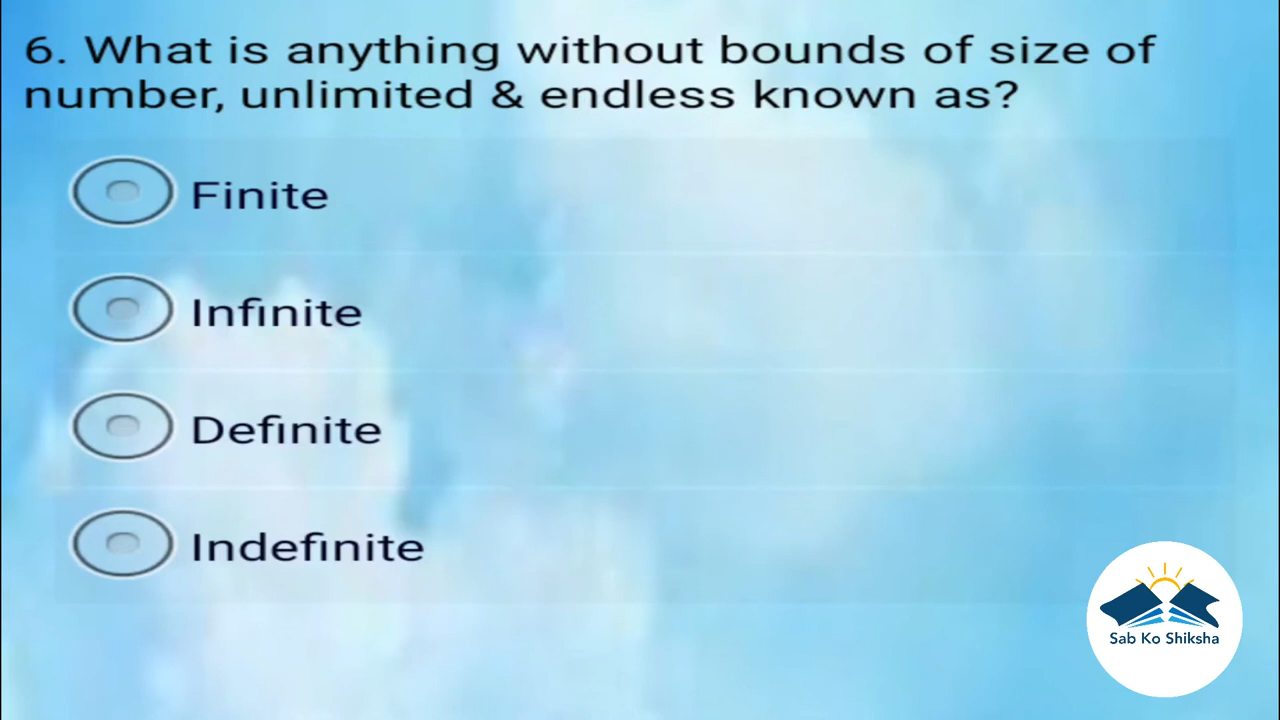 6. What is anything without bounds of size of
number, unlimited & endless known as?
Finite
Infinite
Definite
Indefinite
Sab Ko Shiksha